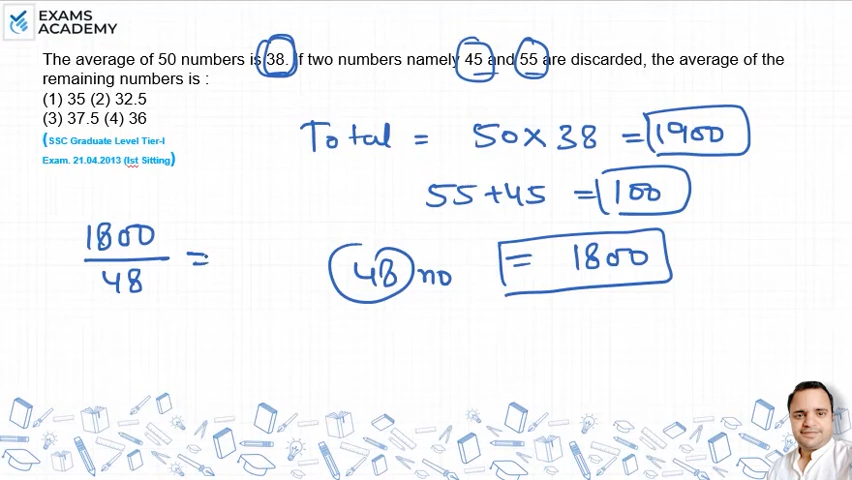 EXAMS
ACADEMY
The average of 50 numbers is 38. If two numbers namely 45 and 55 are discarded, the average of the
remaining numbers is :
(1) 35 (2) 32.5
(3) 37.5 (4) 36
(SSC Graduate Level Tier-I
Exam. 21.04.2013 (Ist Sitting)
Total = 50 x 38 = 1900
55+45 = 100
1800
48 =
48 no = 1800